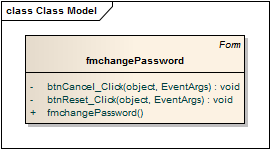 class Class Model
Form
fmchangePassword
- btnCancel_Click(object, EventArgs) : void
- btnReset_Click(object, EventArgs) : void
+ fmchangePassword()